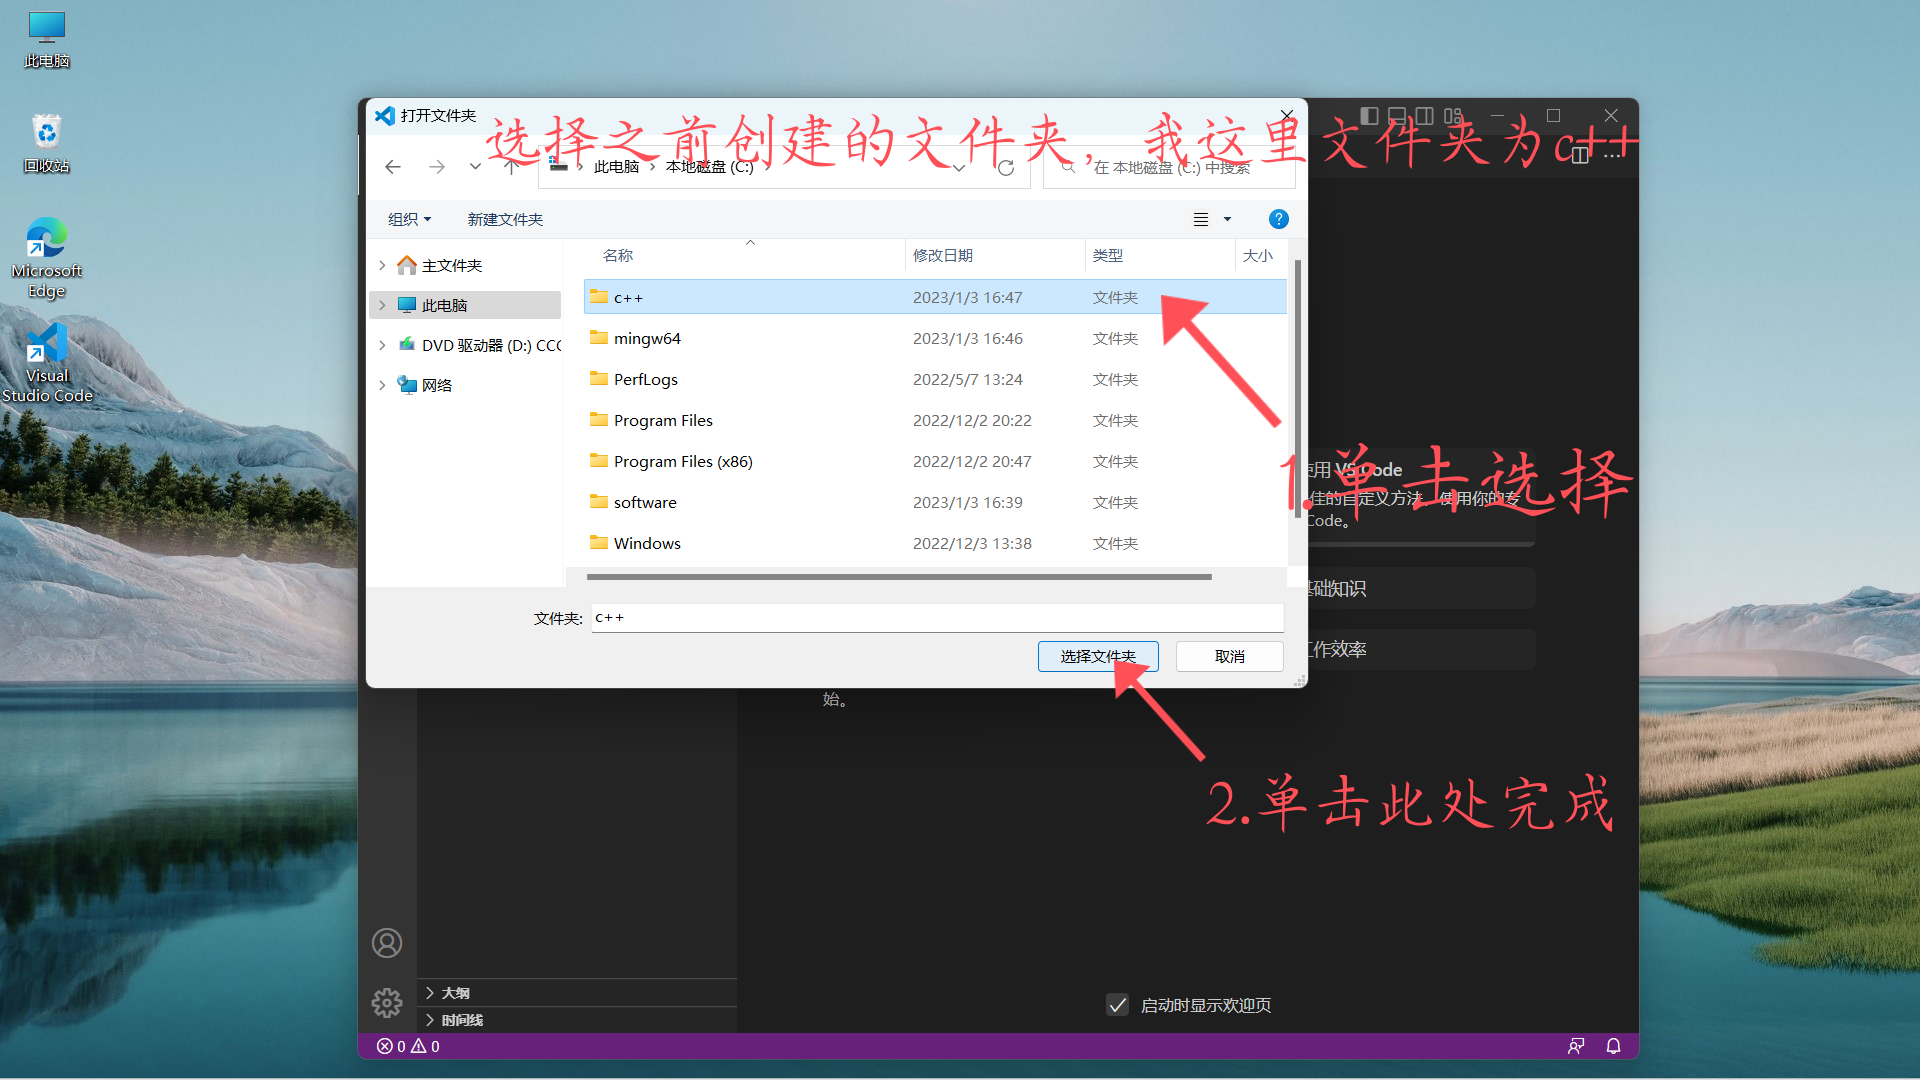 此电脑
回收站
Microsoft
Edge
Visual
Studio Code
打开文件夹
选择之前创建的文件夹，我这里文件夹为c++
此电脑 本地磁盘 (C:)
在 本地磁盘 (C:) 中搜索
组织 新建文件夹
主文件夹
此电脑
DVD 驱动器 (D:) CCC
网络
名称 修改日期 类型 大小
c++ 2023/1/3 16:47 文件夹
mingw64 2023/1/3 16:46 文件夹
PerfLogs 2022/5/7 13:24 文件夹
Program Files 2022/12/2 20:22 文件夹
Program Files (x86) 2022/12/2 20:47 文件夹
software 2023/1/3 16:39 文件夹
Windows 2022/12/3 13:38 文件夹
文件夹: c++
选择文件夹 取消
1.单击选择
使用 VS Code
佳的自定义方法，使用你的专
Code。
基础知识
工作效率
始。
2.单击此处完成
大纲
时间线
启动时显示欢迎页
0 0